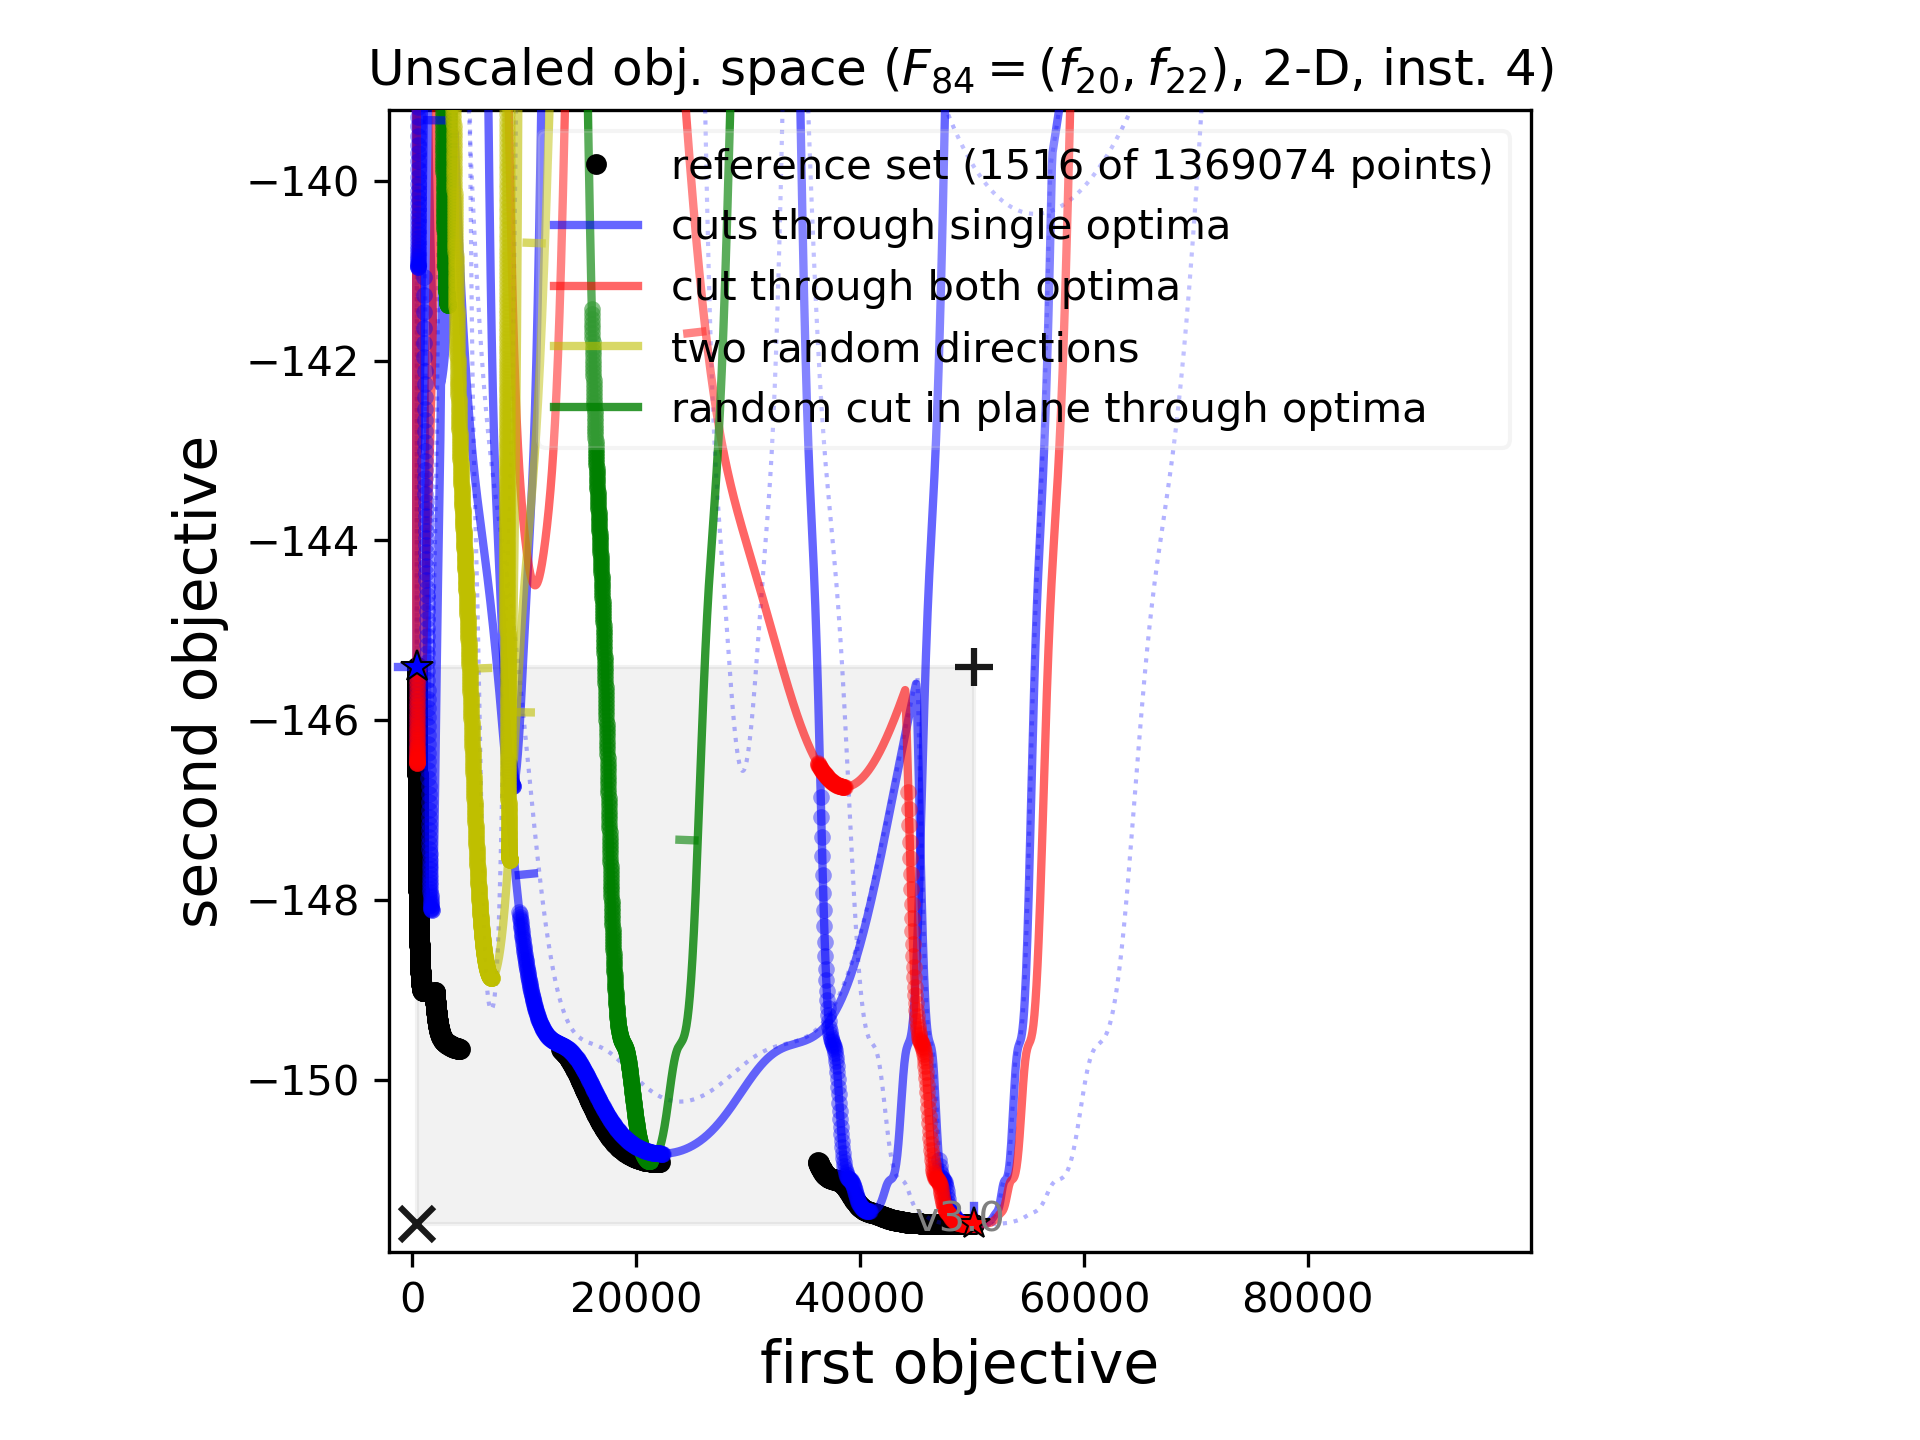 Unscaled obj. space (F₈₄ = (f₂₀, f₂₂), 2-D, inst. 4)
reference set (1516 of 1369074 points)
cuts through single optima
cut through both optima
two random directions
random cut in plane through optima
−140
−142
−144
−146
−148
−150
second objective
v3.0
0 20000 40000 60000 80000
first objective